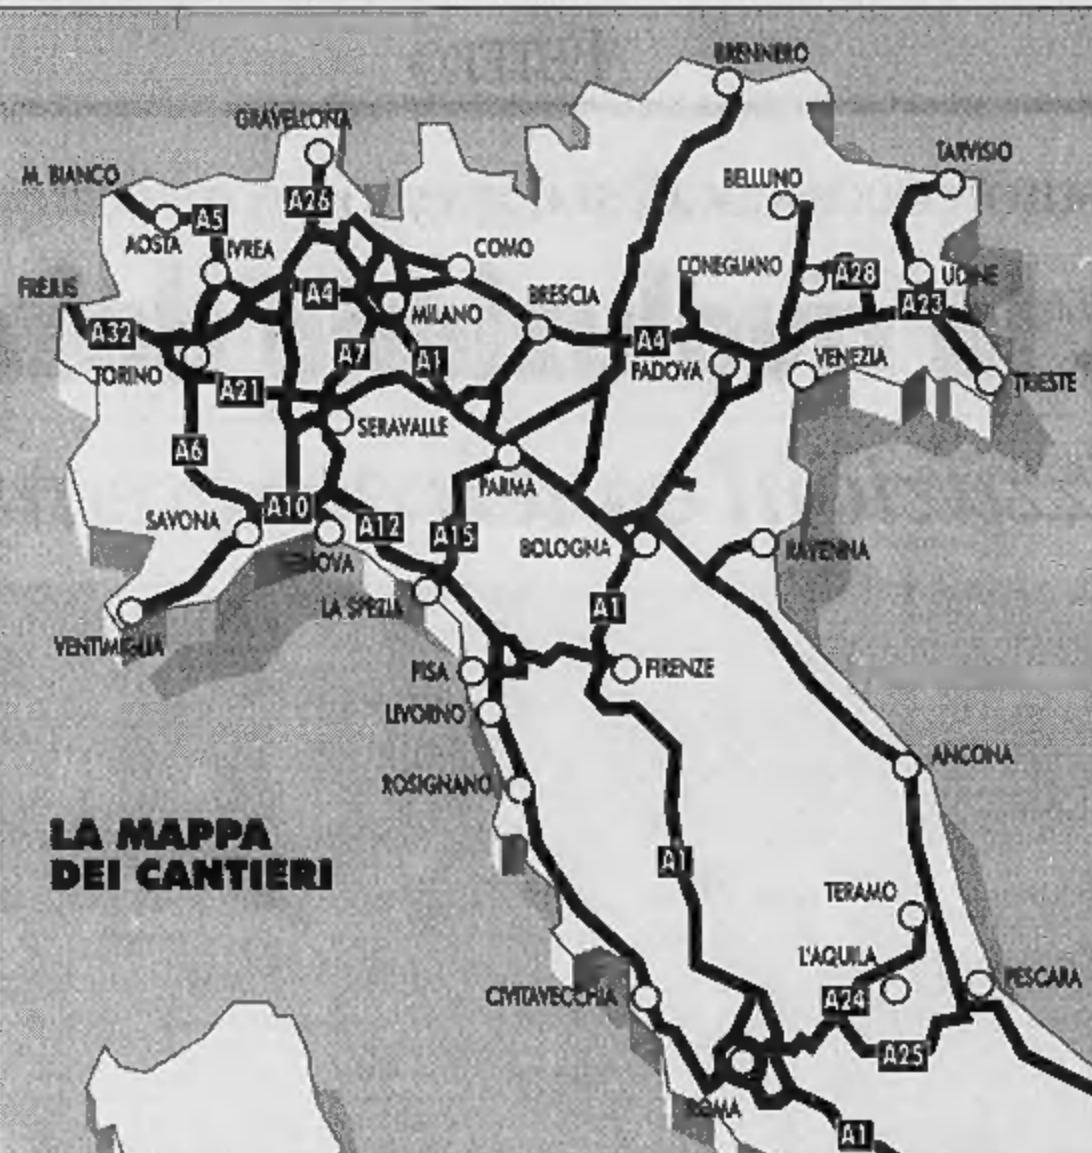 BRENNERO
GRAVELLONA
TARVISIO
M. BIANCO
BELLUNO
A26
A5
AOSTA
IVREA
COMO
CONEGLIANO
A28
UDINE
FREJUS
A4
BRESCIA
A23
MILANO
A32
A4
A7
A1
VENEZIA
PADOVA
TORINO
TRIESTE
A21
SERAVALLE
A6
PARMA
A10
SAVONA
A12
A15
BOLOGNA
RAVENNA
GENOVA
LA SPEZIA
A1
VENTIMIGLIA
PISA
FIRENZE
LIVORNO
ANCONA
ROSIGNANO
LA MAPPA
DEI CANTIERI
A1
TERAMO
L'AQUILA
PESCARA
CIVITAVECCHIA
A24
A25
ROMA
A1